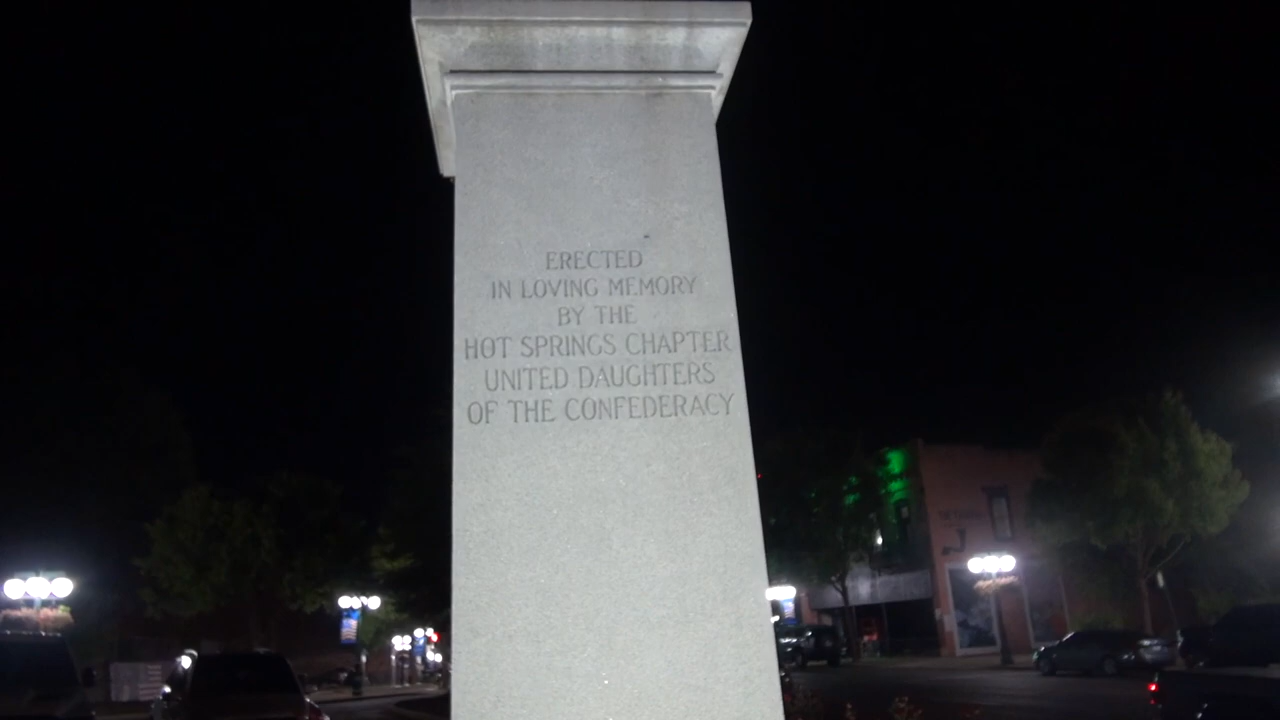 ERECTED
IN LOVING MEMORY
BY THE
HOT SPRINGS CHAPTER
UNITED DAUGHTERS
OF THE CONFEDERACY